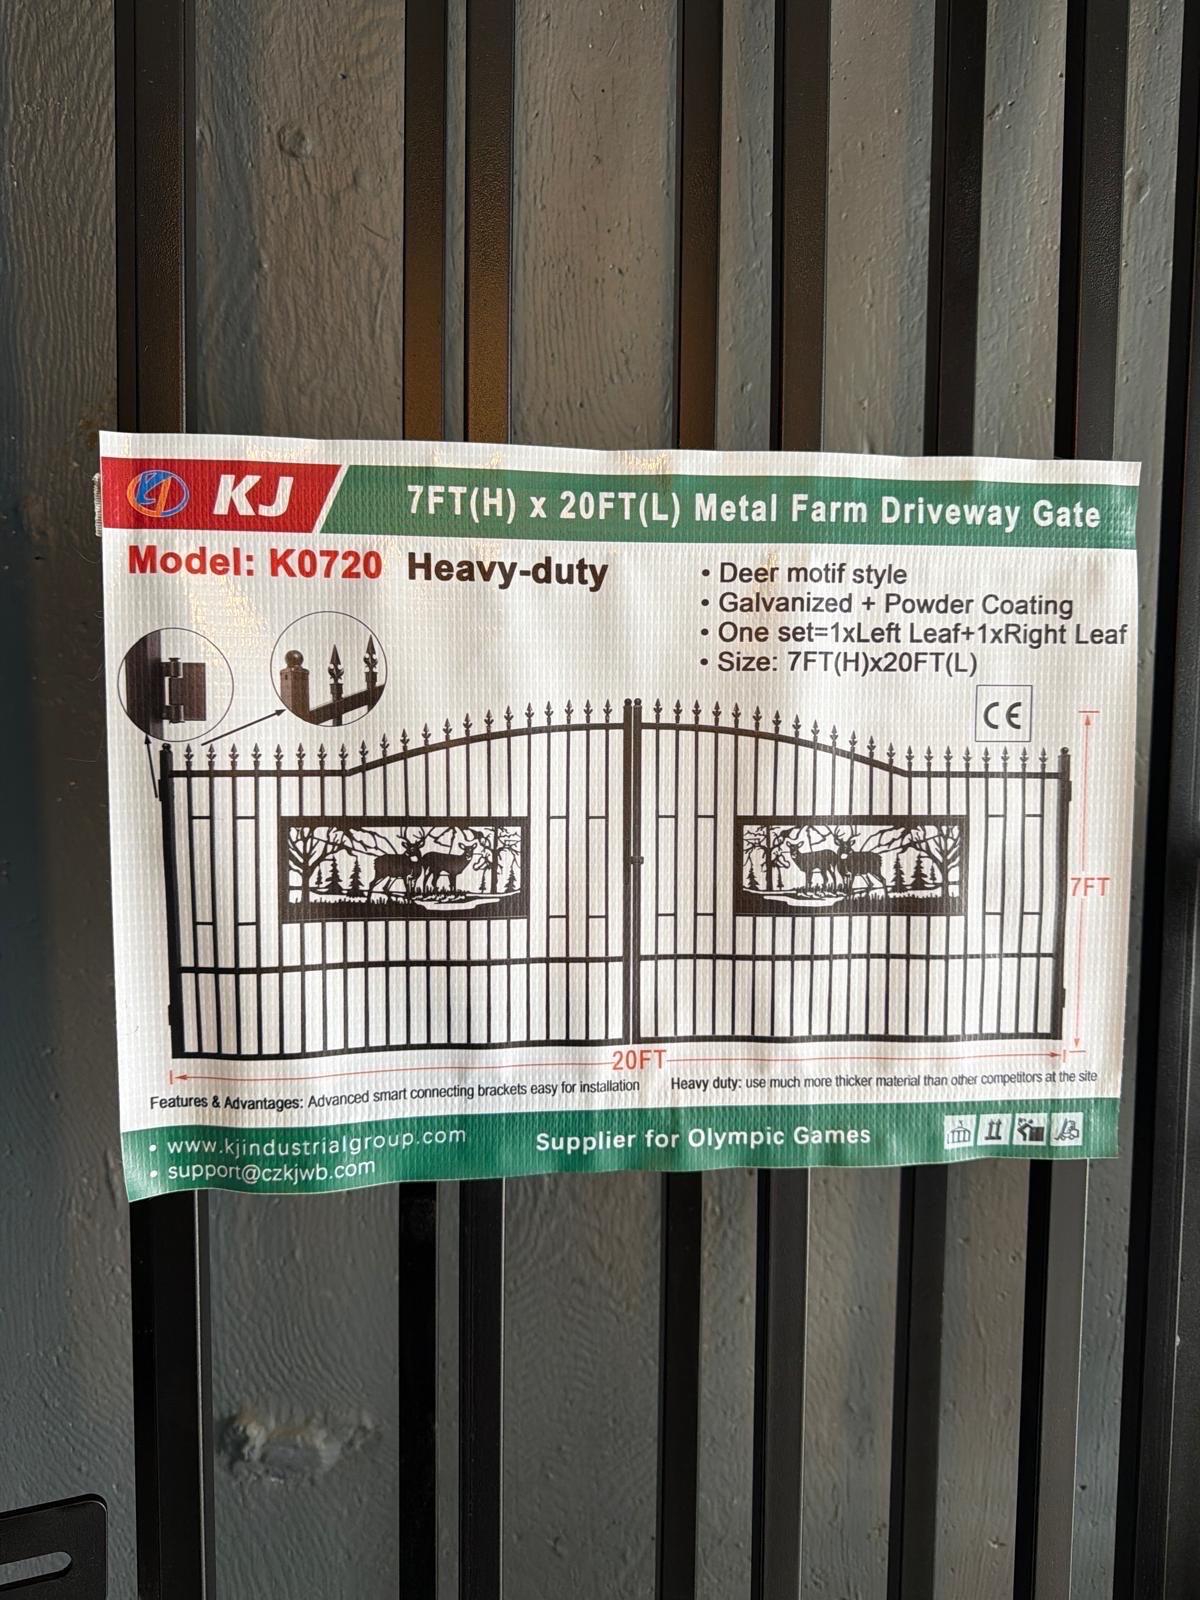 KJ
7FT(H) x 20FT(L) Metal Farm Driveway Gate
Model: K0720 Heavy-duty
• Deer motif style
• Galvanized + Powder Coating
• One set=1xLeft Leaf+1xRight Leaf
• Size: 7FT(H)x20FT(L)
CE
7FT
20FT
Features & Advantages: Advanced smart connecting brackets easy for installation
Heavy duty: use much more thicker material than other competitors at the site
• www.kjindustrialgroup.com
• support@czkjwb.com
Supplier for Olympic Games